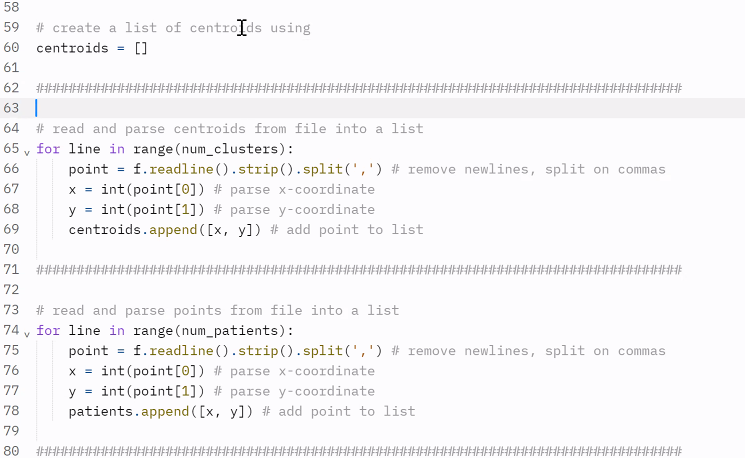 58
59 # create a list of centroids using
60 centroids = []
61
62 ################################################################################
63
64 # read and parse centroids from file into a list
65 for line in range(num_clusters):
66     point = f.readline().strip().split(',') # remove newlines, split on commas
67     x = int(point[0]) # parse x-coordinate
68     y = int(point[1]) # parse y-coordinate
69     centroids.append([x, y]) # add point to list
70
71 ################################################################################
72
73 # read and parse points from file into a list
74 for line in range(num_patients):
75     point = f.readline().strip().split(',') # remove newlines, split on commas
76     x = int(point[0]) # parse x-coordinate
77     y = int(point[1]) # parse y-coordinate
78     patients.append([x, y]) # add point to list
79
80 ################################################################################